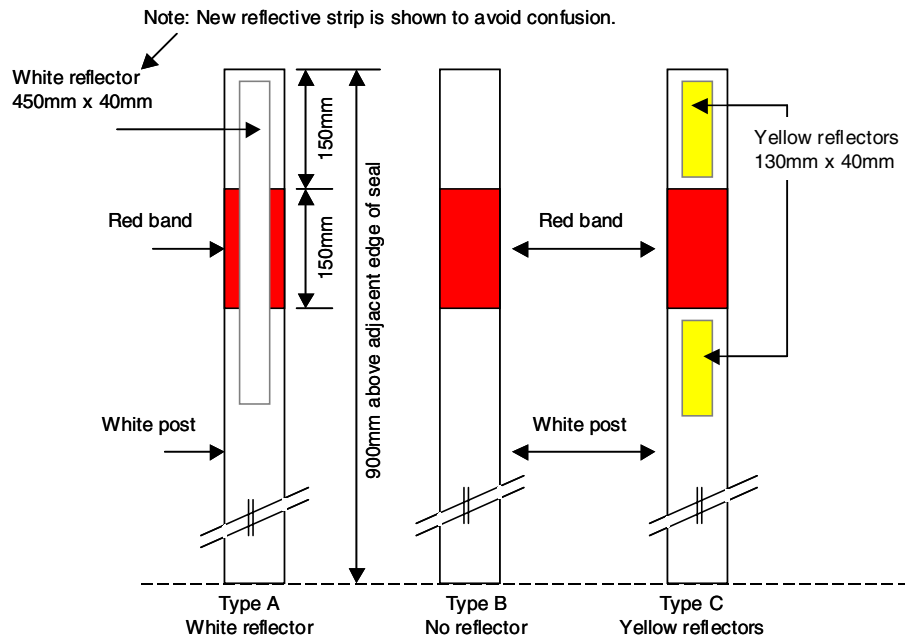 Note: New reflective strip is shown to avoid confusion.
White reflector
450mm x 40mm
150mm
150mm
900mm above adjacent edge of seal
Yellow reflectors
130mm x 40mm
Red band
Red band
White post
White post
Type A
White reflector
Type B
No reflector
Type C
Yellow reflectors